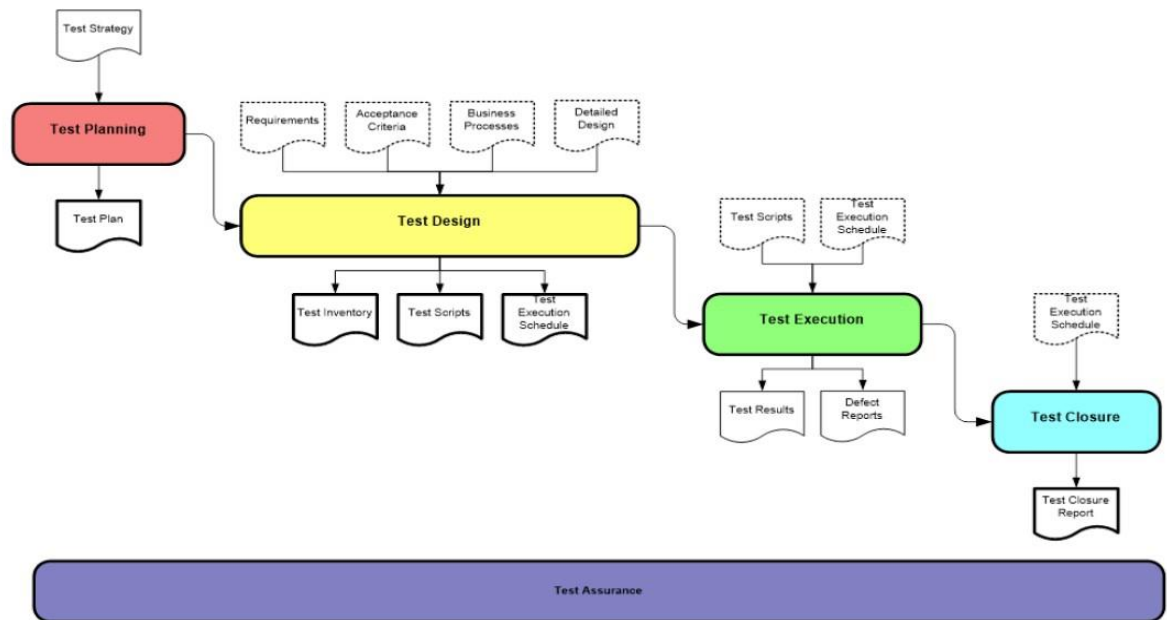 Test Strategy
Test Planning
Test Plan
Requirements
Acceptance
Criteria
Business
Processes
Detailed
Design
Test Design
Test Inventory
Test Scripts
Test
Execution
Schedule
Test Scripts
Test
Execution
Schedule
Test Execution
Test Results
Defect
Reports
Test
Execution
Schedule
Test Closure
Test Closure
Report
Test Assurance